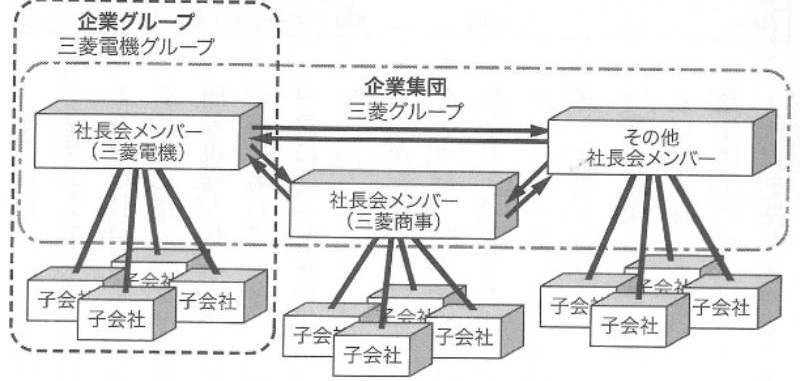 企業グループ
三菱電機グループ
企業集団
三菱グループ
社長会メンバー
（三菱電機）
社長会メンバー
（三菱商事）
その他
社長会メンバー
子会社
子会社
子会社
子会社
子会社
子会社
子会社
子会社
子会社
子会社
子会社
子会社